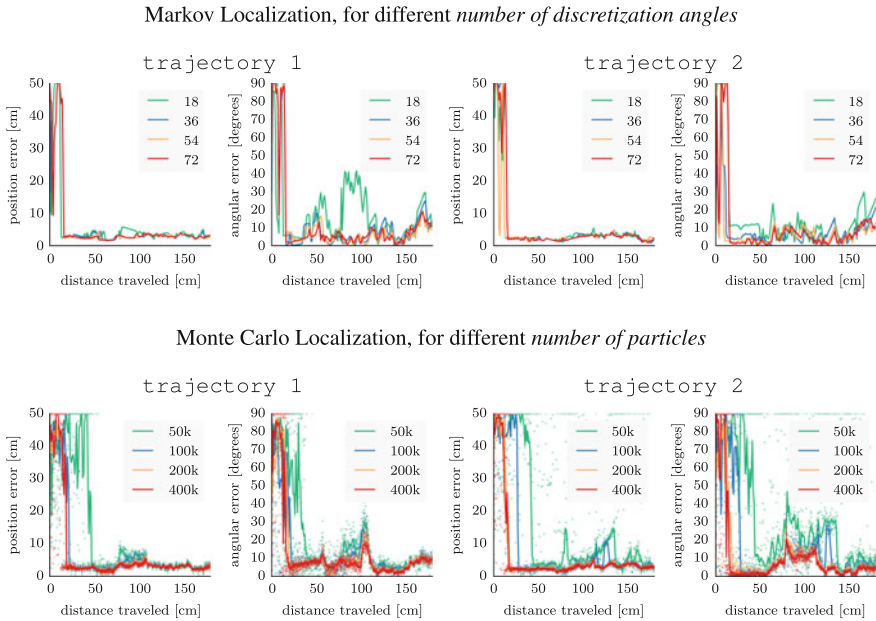 Markov Localization, for different number of discretization angles
trajectory 1
trajectory 2
position error [cm]
50
40
30
20
10
0
0 50 100 150
distance traveled [cm]
18
36
54
72
angular error [degrees]
90
80
70
60
50
40
30
20
10
0
0 50 100 150
distance traveled [cm]
18
36
54
72
position error [cm]
50
40
30
20
10
0
0 50 100 150
distance traveled [cm]
18
36
54
72
angular error [degrees]
90
80
70
60
50
40
30
20
10
0
0 50 100 150
distance traveled [cm]
18
36
54
72
Monte Carlo Localization, for different number of particles
trajectory 1
trajectory 2
position error [cm]
50
40
30
20
10
0
0 50 100 150
distance traveled [cm]
50k
100k
200k
400k
angular error [degrees]
90
80
70
60
50
40
30
20
10
0
0 50 100 150
distance traveled [cm]
50k
100k
200k
400k
position error [cm]
50
40
30
20
10
0
0 50 100 150
distance traveled [cm]
50k
100k
200k
400k
angular error [degrees]
90
80
70
60
50
40
30
20
10
0
0 50 100 150
distance traveled [cm]
50k
100k
200k
400k